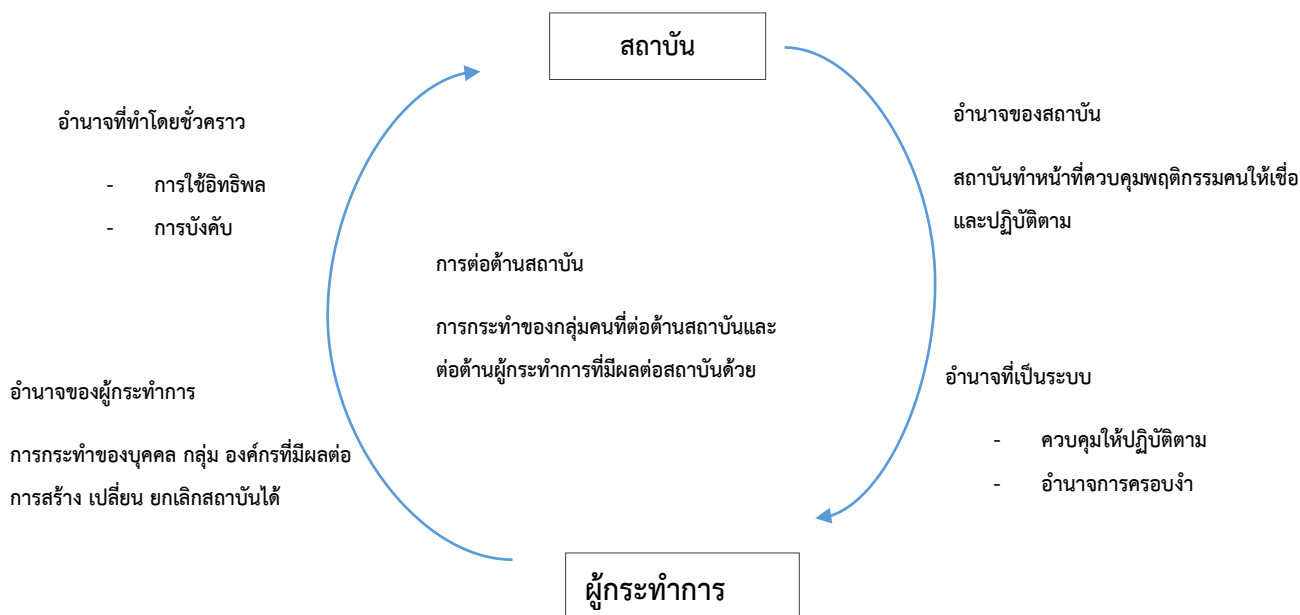 สถาบัน
อำนาจที่ทำโดยชั่วคราว
- การใช้อิทธิพล
- การบังคับ
อำนาจของสถาบัน
สถาบันทำหน้าที่ควบคุมพฤติกรรมคนให้เชื่อ
และปฏิบัติตาม
การต่อต้านสถาบัน
การกระทำของกลุ่มคนที่ต่อต้านสถาบันและ
ต่อต้านผู้กระทำการที่มีผลต่อสถาบันด้วย
อำนาจของผู้กระทำการ
การกระทำของบุคคล กลุ่ม องค์กรที่มีผลต่อ
การสร้าง เปลี่ยน ยกเลิกสถาบันได้
อำนาจที่เป็นระบบ
- ควบคุมให้ปฏิบัติตาม
- อำนาจการครอบงำ
ผู้กระทำการ